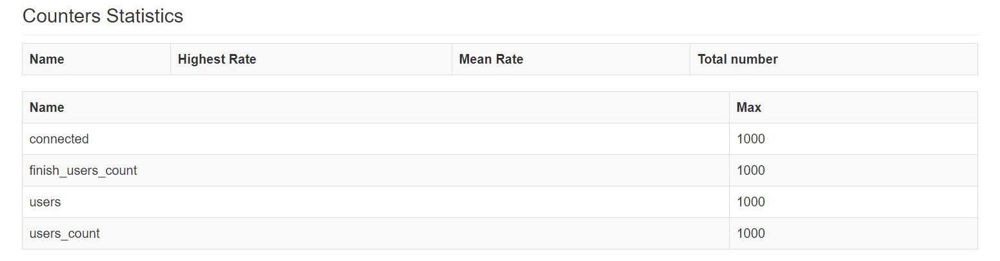 Counters Statistics
Name Highest Rate Mean Rate Total number
Name Max
connected 1000
finish_users_count 1000
users 1000
users_count 1000